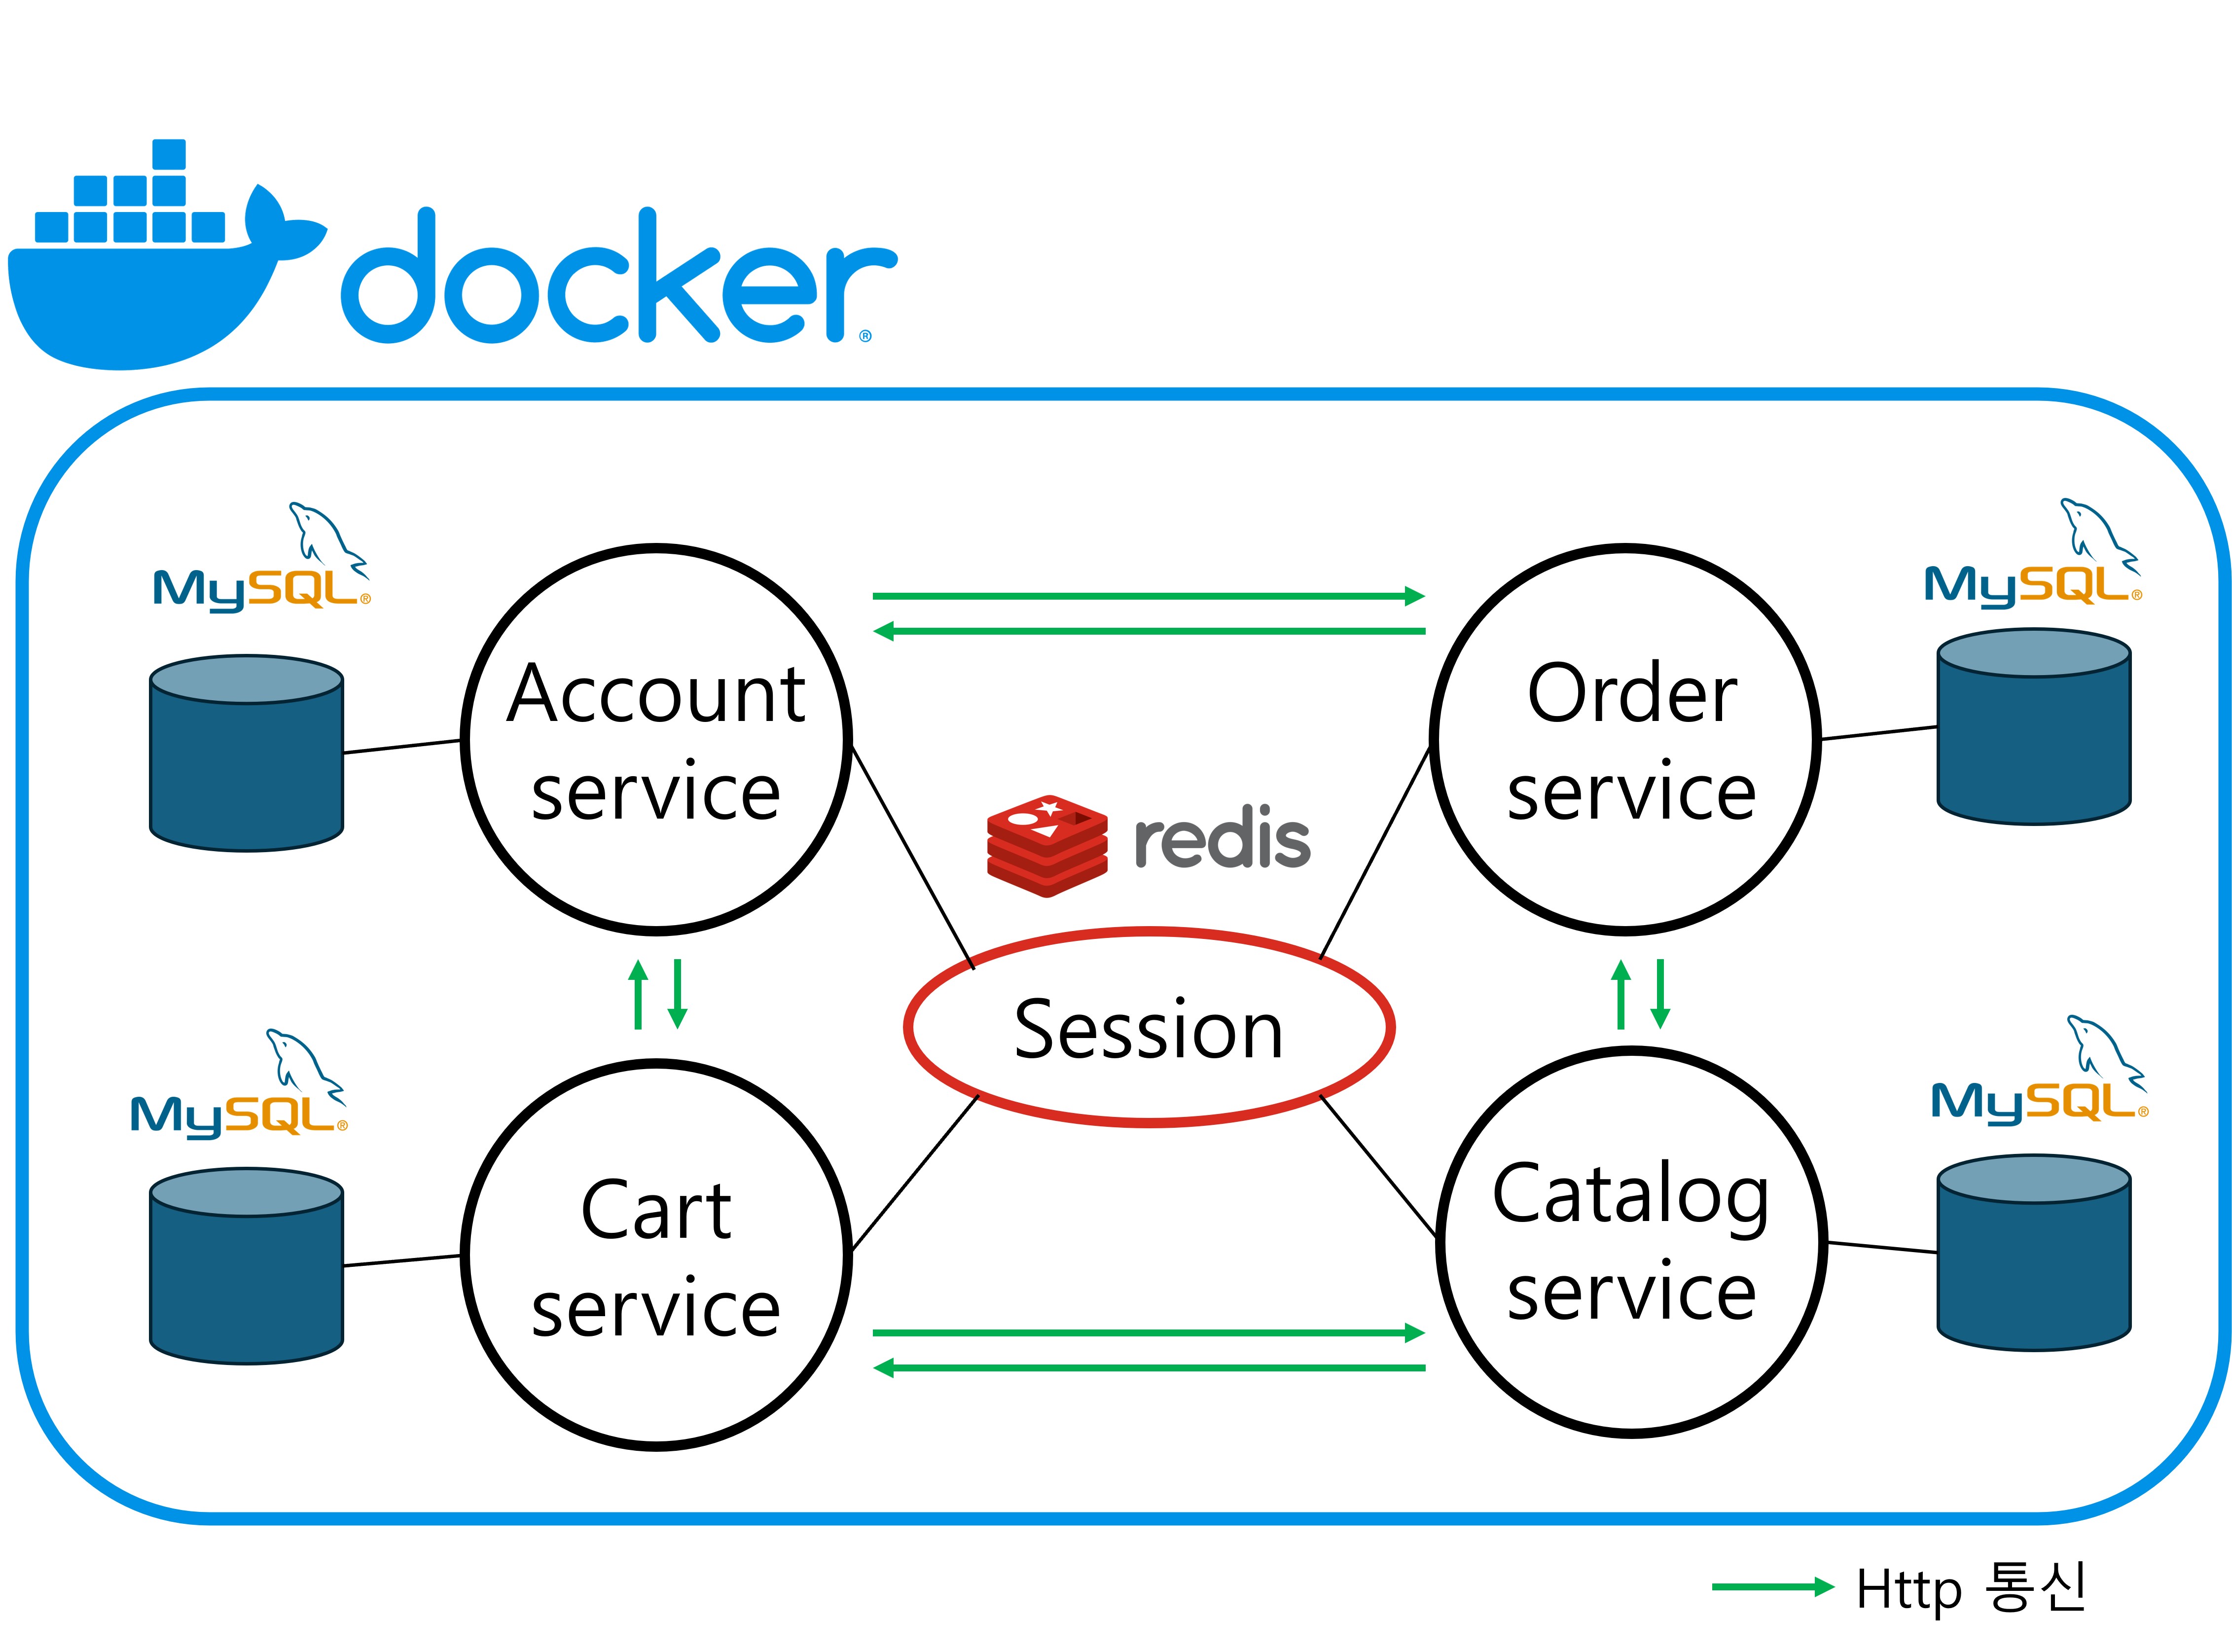 docker®
MySQL®
MySQL®
Account
service
Order
service
redis
Session
MySQL®
MySQL®
Cart
service
Catalog
service
Http 통신